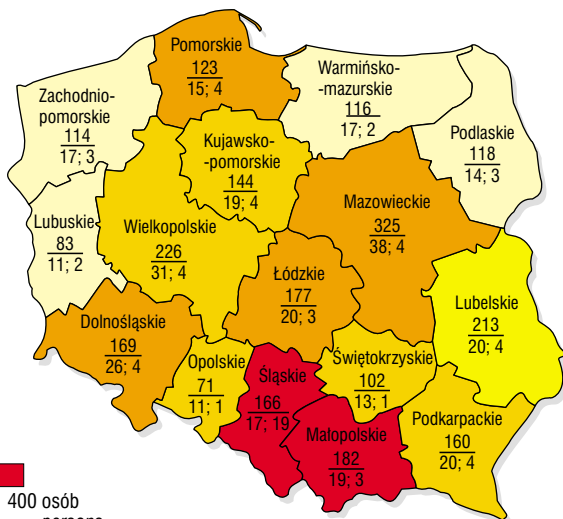 Pomorskie
123
15; 4
Warmińsko-
mazurskie
116
17; 2
Zachodnio-
pomorskie
114
17; 3
Podlaskie
118
14; 3
Kujawsko-
-pomorskie
144
19; 4
Mazowieckie
325
38; 4
Lubuskie
83
11; 2
Wielkopolskie
226
31; 4
Łódzkie
177
20; 3
Lubelskie
213
20; 4
Dolnośląskie
169
26; 4
Opolskie
71
11; 1
Śląskie
166
17; 19
Świętokrzyskie
102
13; 1
Małopolskie
182
19; 3
Podkarpackie
160
20; 4
400 osób
persons